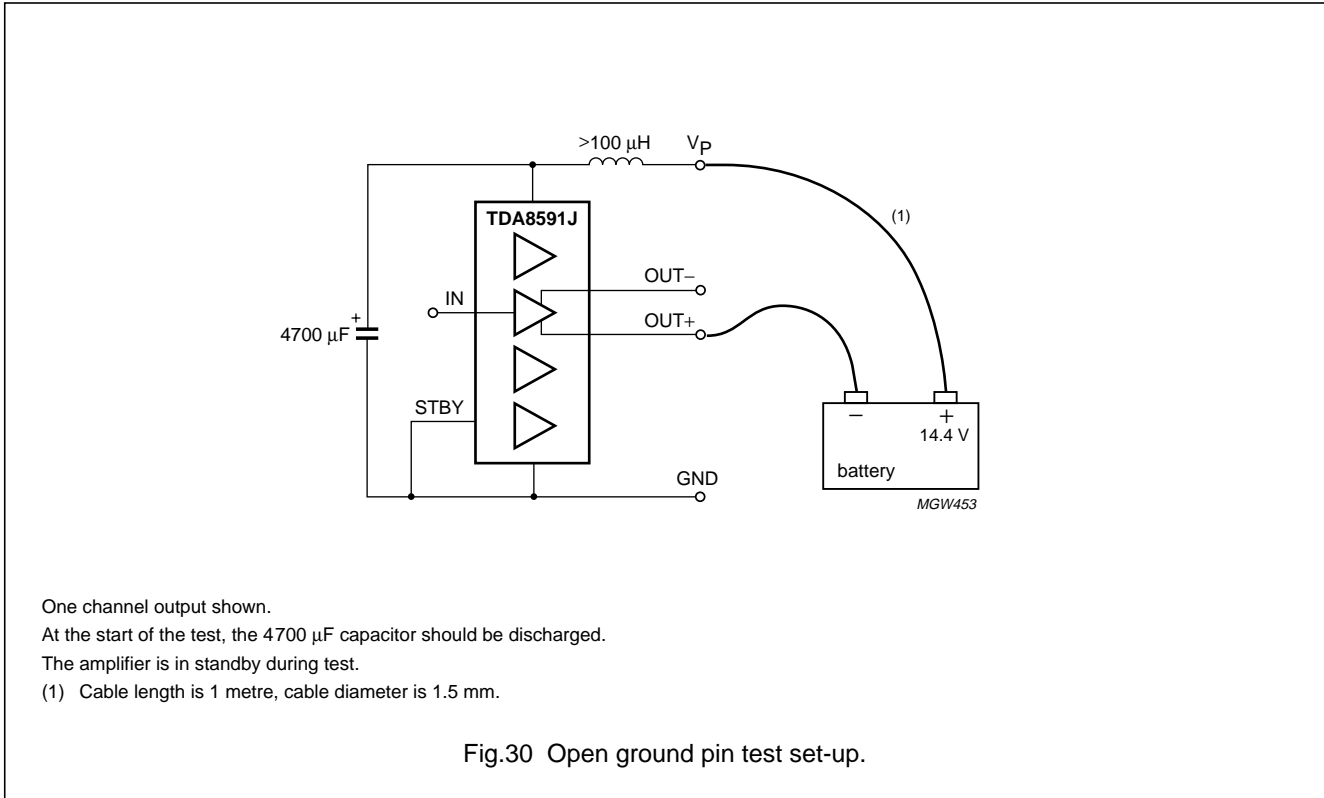 >100 μH
VP
TDA8591J
(1)
OUT−
IN
OUT+
+
4700 μF
STBY
− +
14.4 V
battery
GND
MGW453
One channel output shown.
At the start of the test, the 4700 μF capacitor should be discharged.
The amplifier is in standby during test.
(1) Cable length is 1 metre, cable diameter is 1.5 mm.
Fig.30 Open ground pin test set-up.